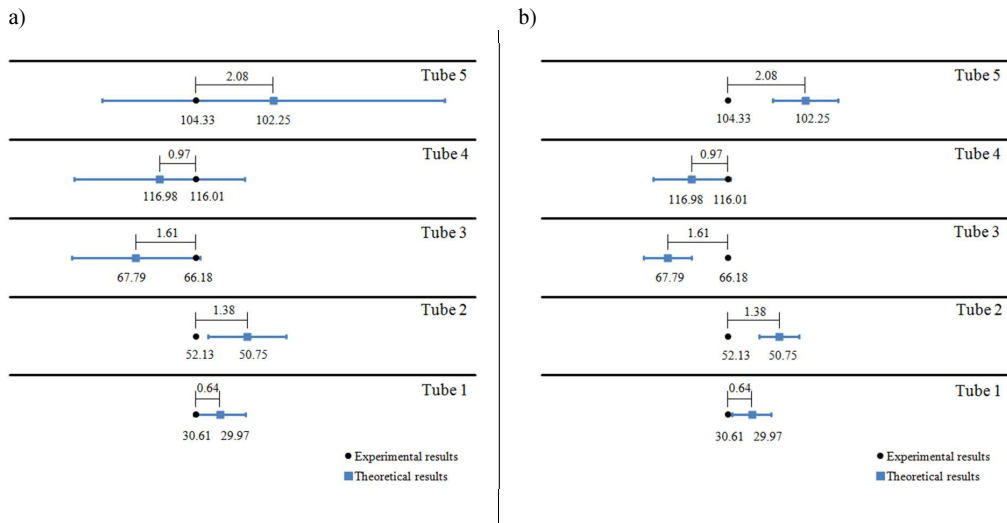 a)
Tube 5
2.08
104.33 102.25
Tube 4
0.97
116.98 116.01
Tube 3
1.61
67.79 66.18
Tube 2
1.38
52.13 50.75
Tube 1
0.64
30.61 29.97
Experimental results
Theoretical results
b)
Tube 5
2.08
104.33 102.25
Tube 4
0.97
116.98 116.01
Tube 3
1.61
67.79 66.18
Tube 2
1.38
52.13 50.75
Tube 1
0.64
30.61 29.97
Experimental results
Theoretical results